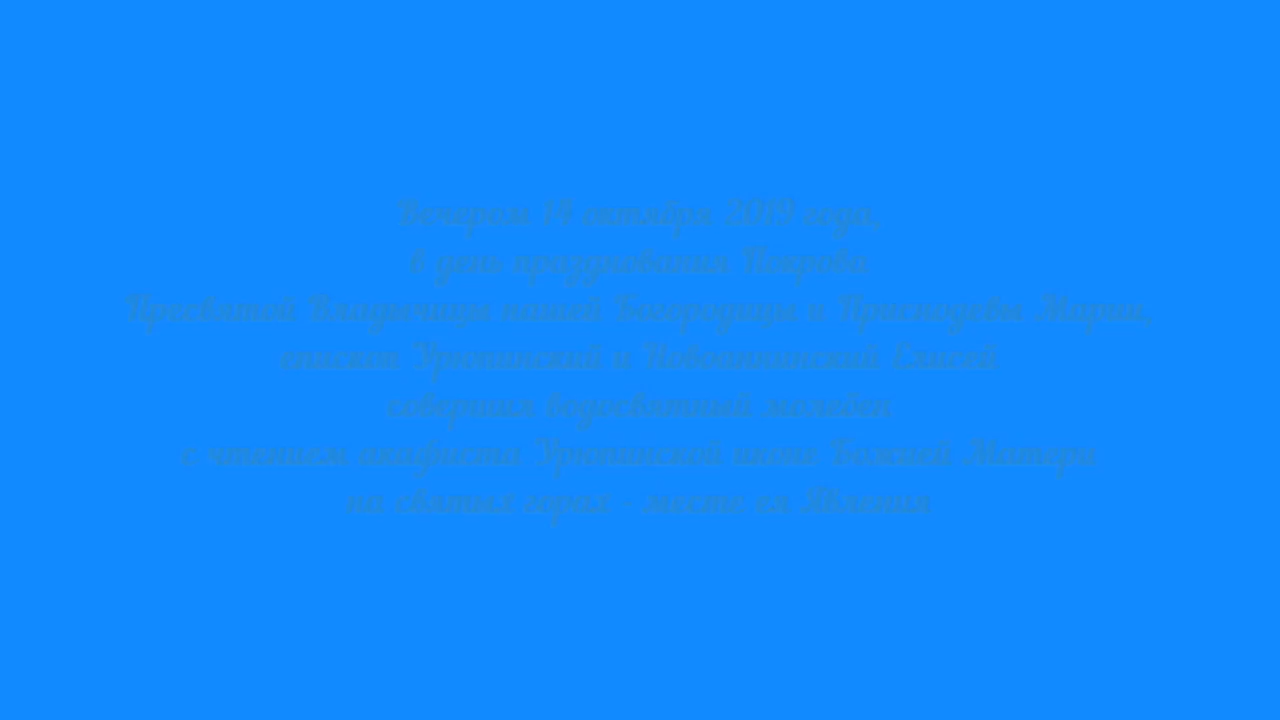 Вечером 14 октября 2019 года,
в день празднования Покрова
Пресвятой Владычицы нашей Богородицы и Приснодевы Марии,
епископ Урюпинский и Новоаннинский Елисей
совершил водосвятный молебен
с чтением акафиста Урюпинской иконе Божией Матери
на святых горах - месте ея Явления